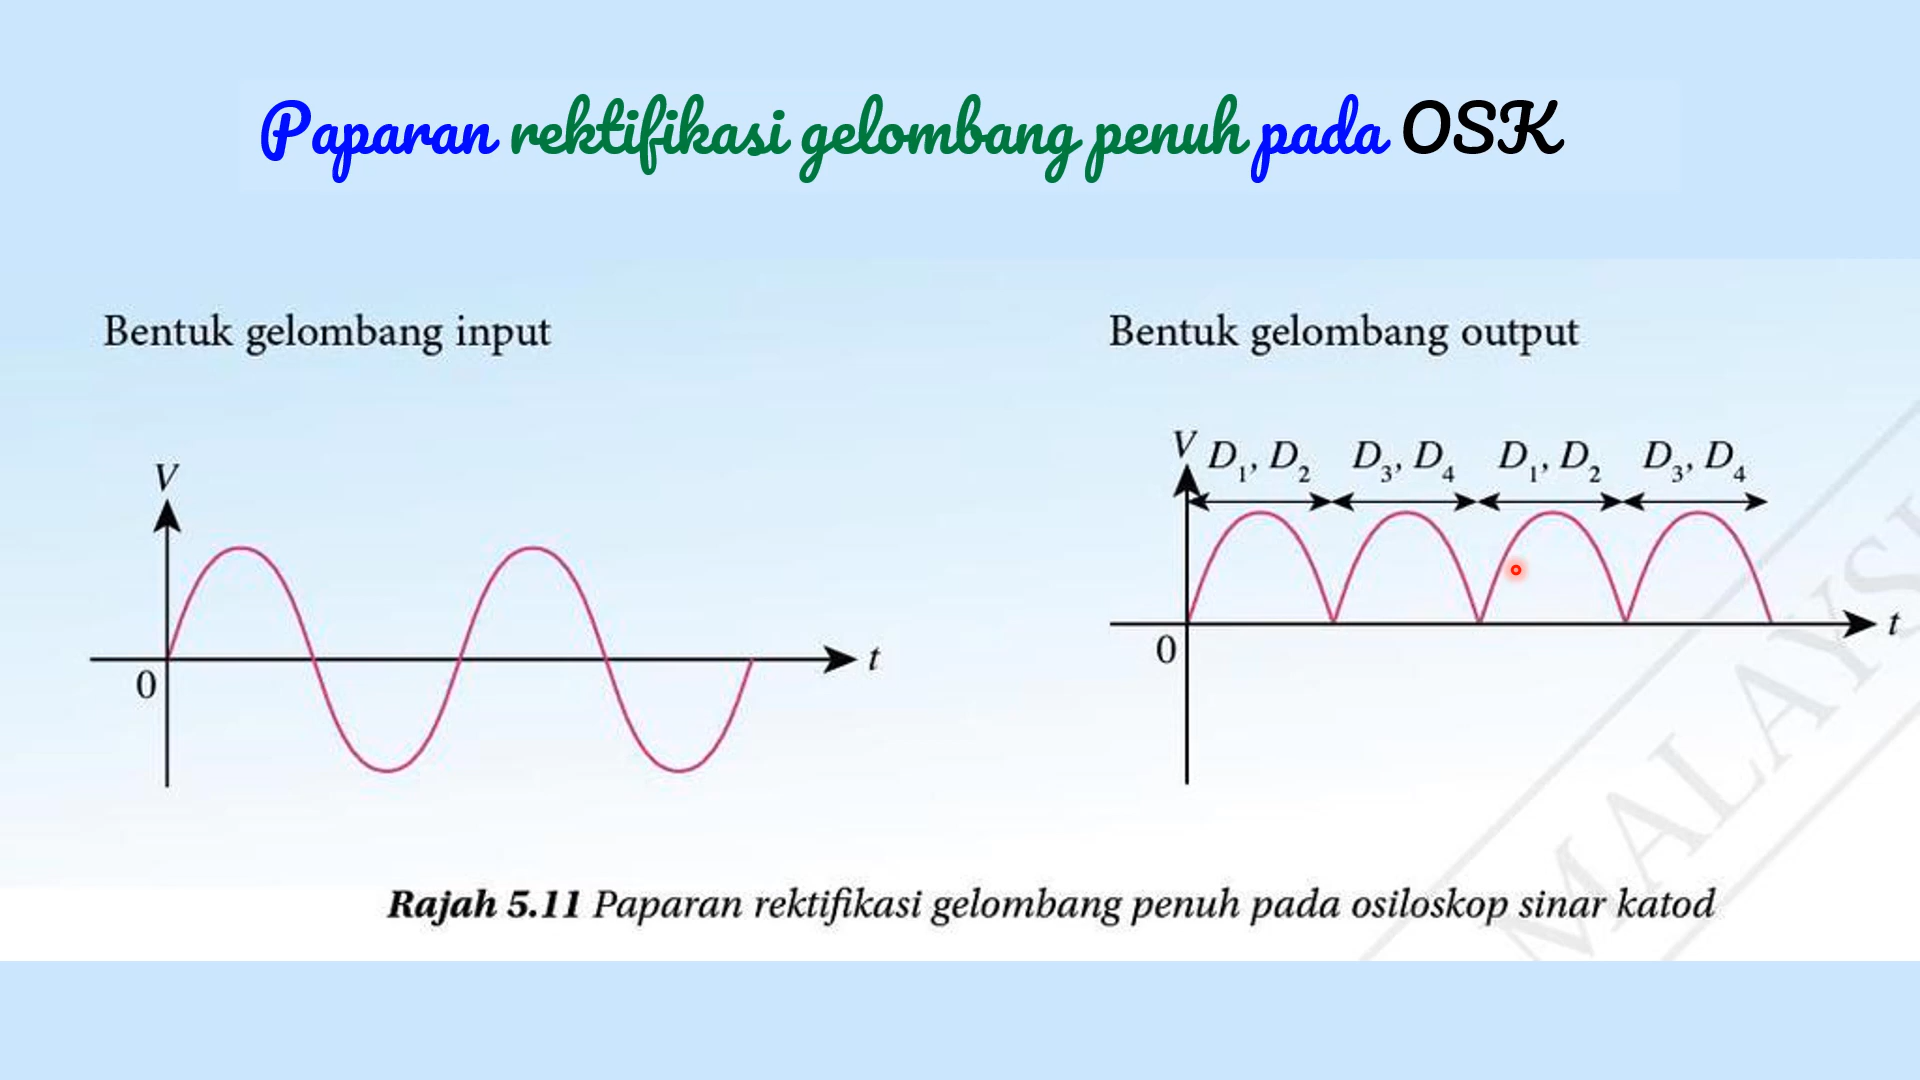 Paparan rektifikasi gelombang penuh pada OSK
Bentuk gelombang input
Bentuk gelombang output
V
0
t
V
D₁, D₂
D₃, D₄
D₁, D₂
D₃, D₄
0
t
Rajah 5.11 Paparan rektifikasi gelombang penuh pada osiloskop sinar katod